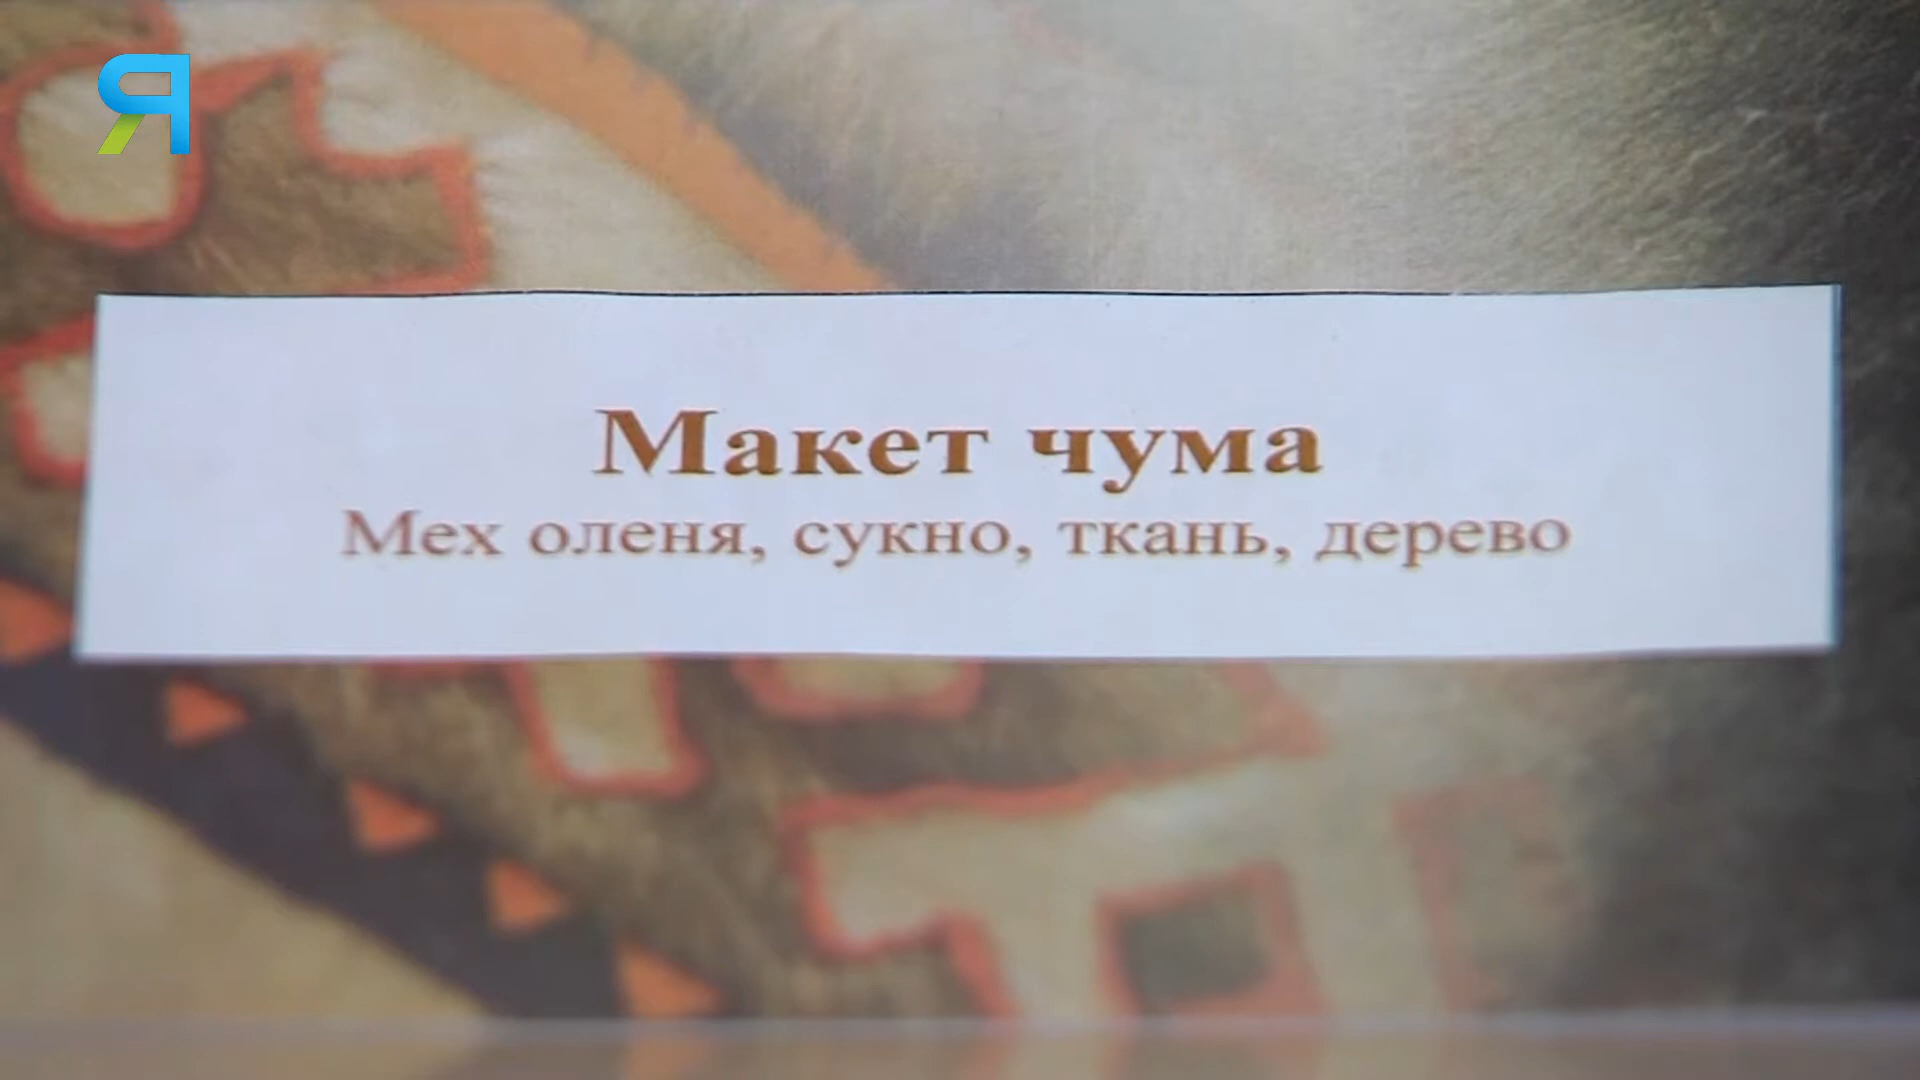 Я
Макет чума
Мех оленя, сукно, ткань, дерево